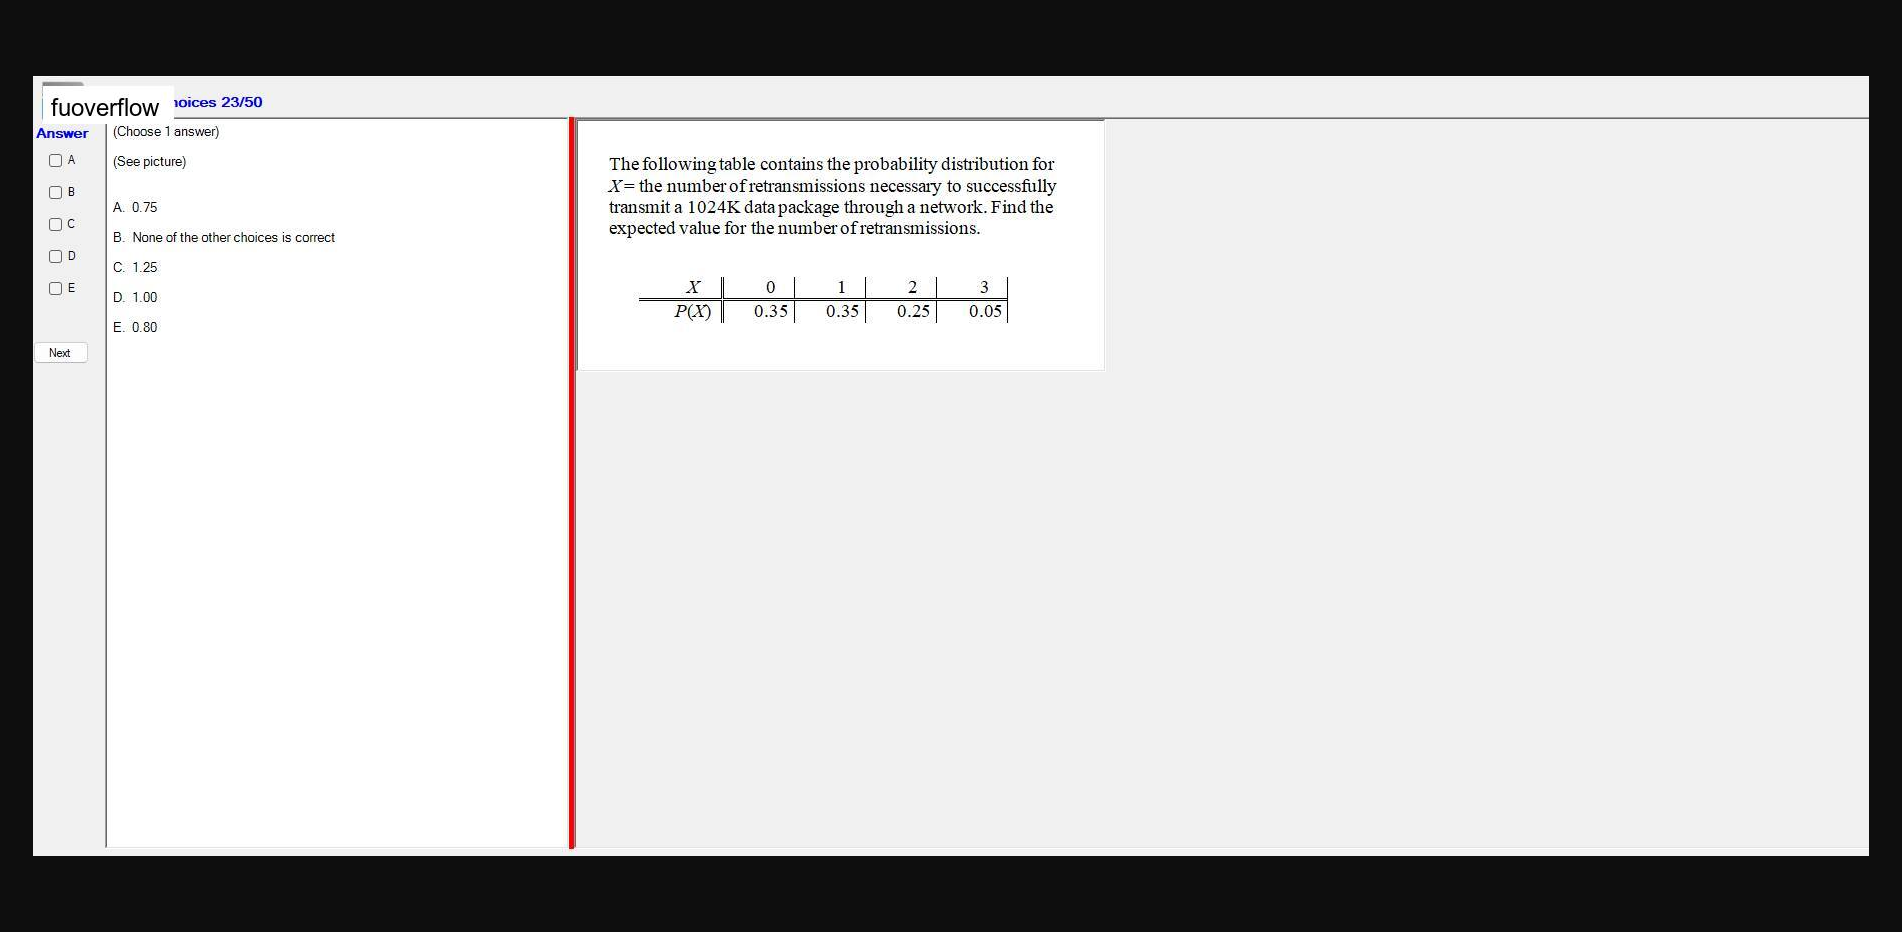 fuoverflow
hoices 23/50
Answer
(Choose 1 answer)
(See picture)
A
B
C
D
E
Next
A. 0.75
B. None of the other choices is correct
C. 1.25
D. 1.00
E. 0.80
The following table contains the probability distribution for
X= the number of retransmissions necessary to successfully
transmit a 1024K data package through a network. Find the
expected value for the number of retransmissions.
X 0 1 2 3
P(X) 0.35 0.35 0.25 0.05